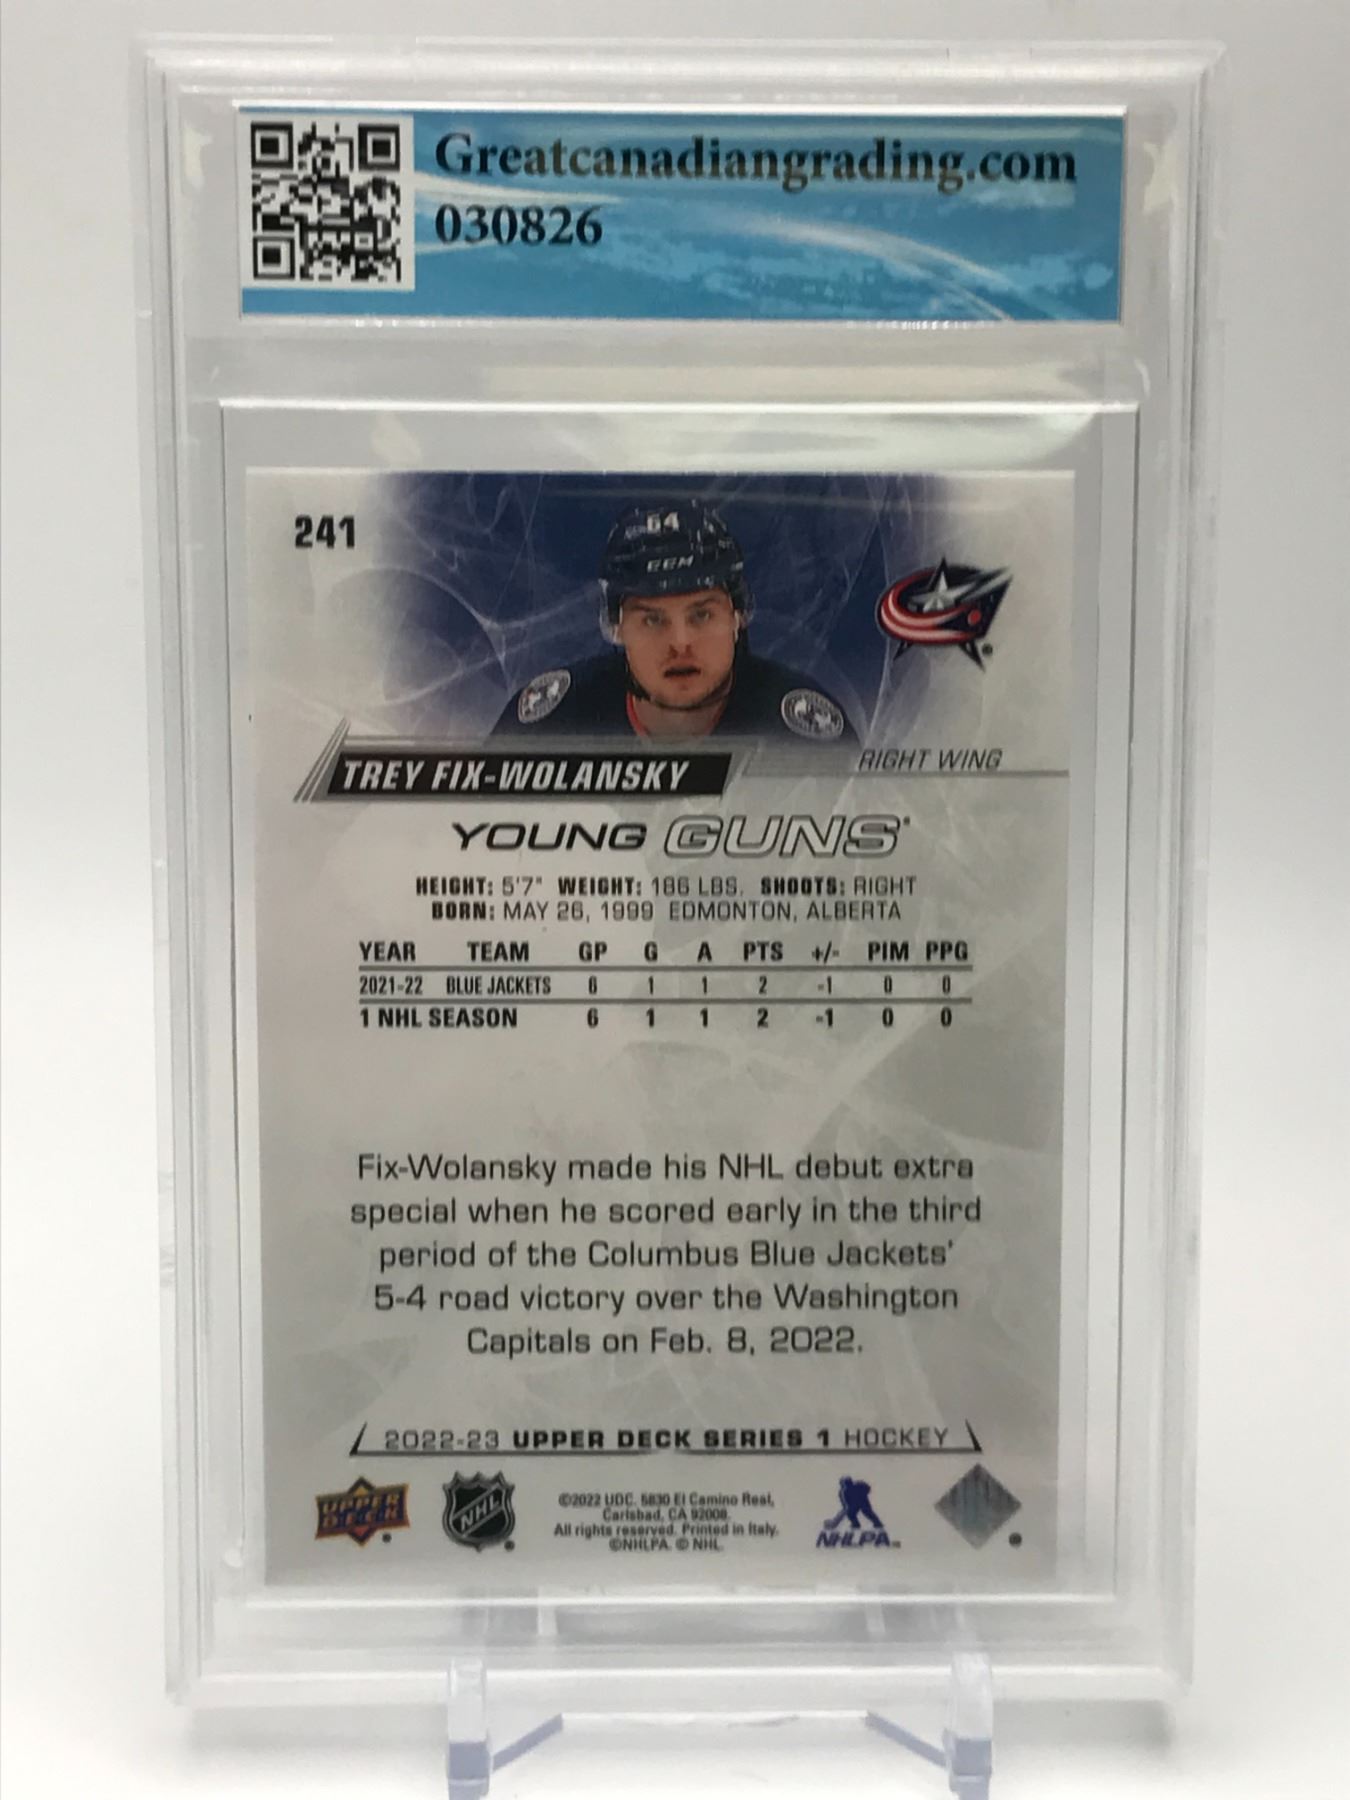 Greatcanadiangrading.com
030826
241
64
CCM
TREY FIX-WOLANSKY
RIGHT WING
YOUNG GUNS
HEIGHT: 5'7" WEIGHT: 186 LBS. SHOOTS: RIGHT
BORN: MAY 26, 1999 EDMONTON, ALBERTA
YEAR TEAM GP G A PTS +/- PIM PPG
2021-22 BLUE JACKETS 6 1 1 2 -1 0 0
1 NHL SEASON 6 1 1 2 -1 0 0
Fix-Wolansky made his NHL debut extra
special when he scored early in the third
period of the Columbus Blue Jackets'
5-4 road victory over the Washington
Capitals on Feb. 8, 2022.
2022-23 UPPER DECK SERIES 1 HOCKEY
UPPER
DECK
NHL
©2022 UDC. 5830 El Camino Real,
Carlsbad, CA 92008.
All rights reserved. Printed in Italy.
©NHLPA. © NHL.
NHLPA